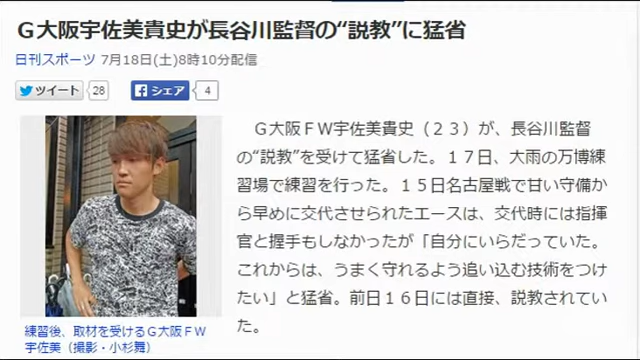 Ｇ大阪宇佐美貴史が長谷川監督の“説教”に猛省
日刊スポーツ 7月18日(土)8時10分配信
ツイート 28 シェア 4
Ｇ大阪ＦＷ宇佐美貴史（２３）が、長谷川監督
の“説教”を受けて猛省した。１７日、大雨の万博練
習場で練習を行った。１５日名古屋戦で甘い守備か
ら早めに交代させられたエースは、交代時には指揮
官と握手もしなかったが「自分にいらだっていた。
これからは、うまく守れるよう追い込む技術をつけ
たい」と猛省。前日１６日には直接、説教されてい
た。
練習後、取材を受けるＧ大阪ＦＷ
宇佐美（撮影・小杉舞）